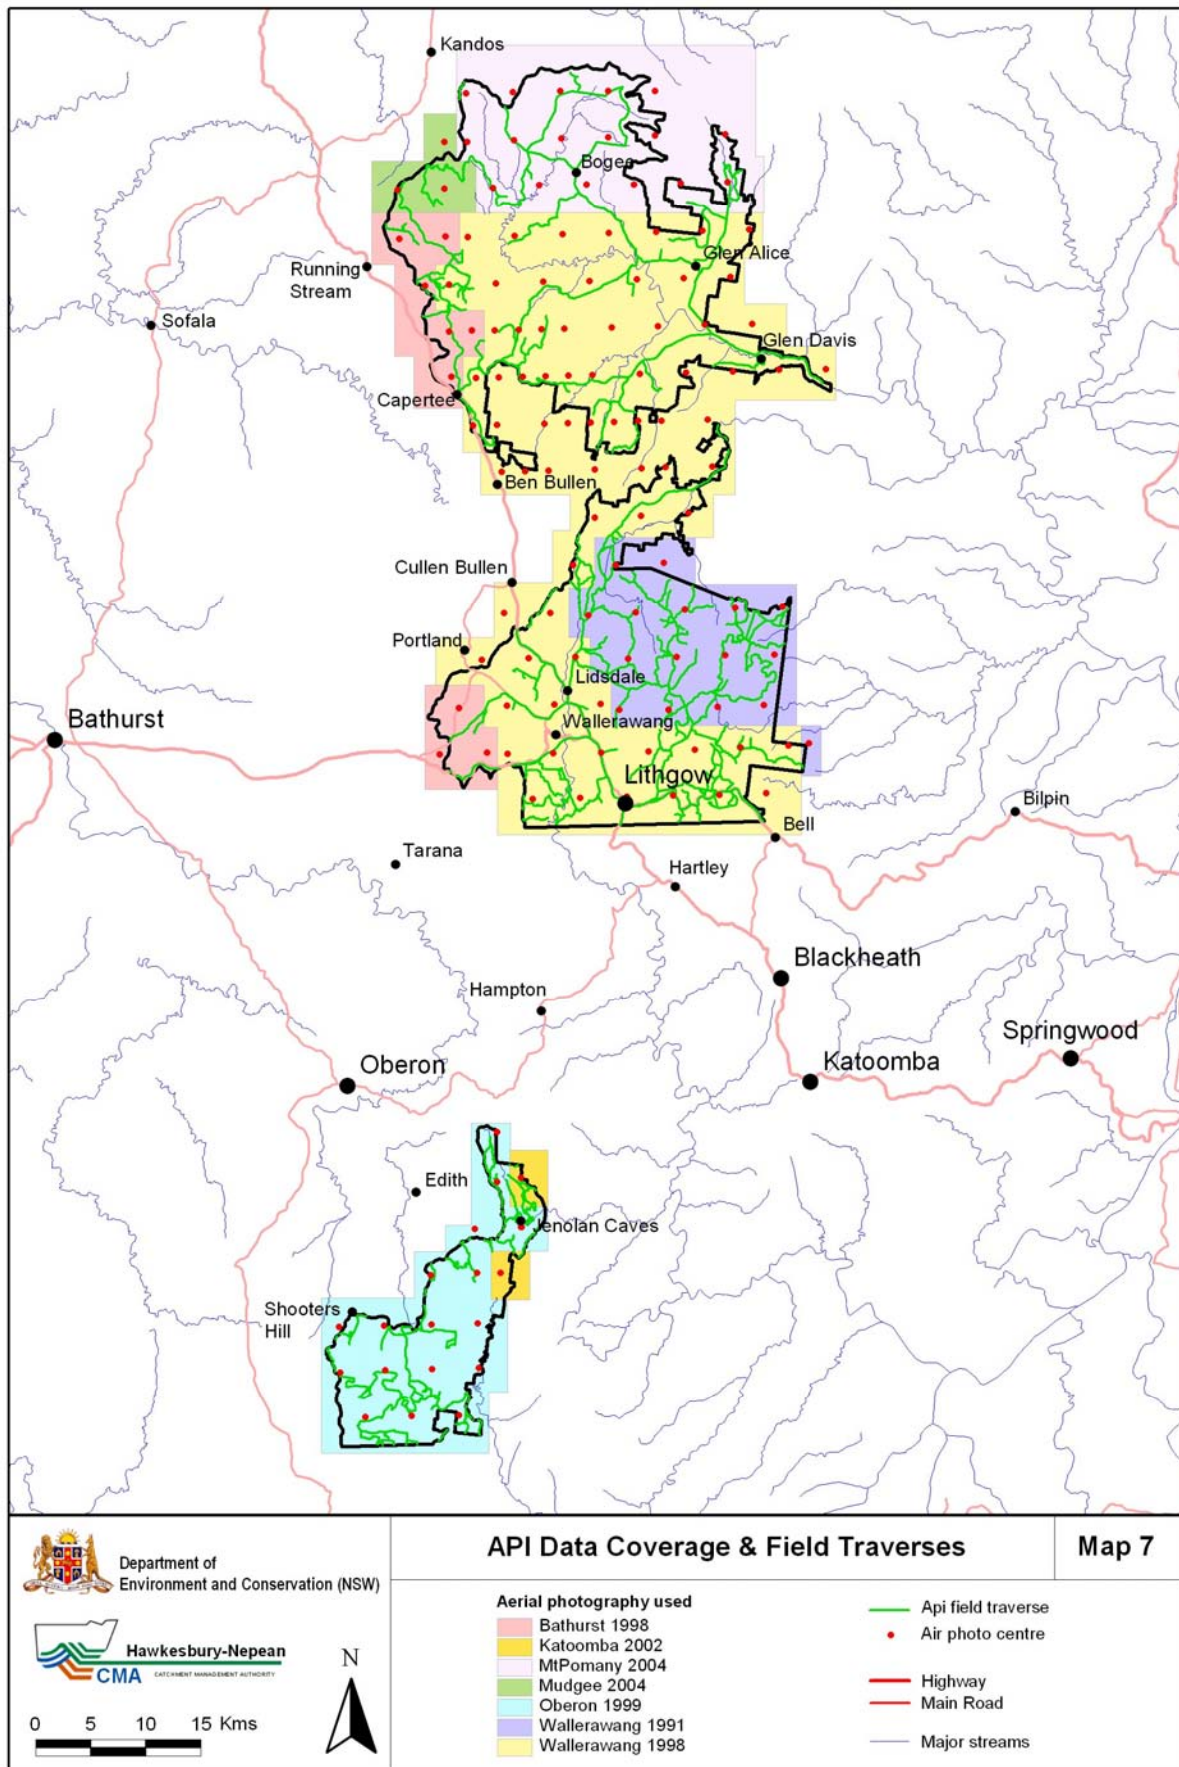 Kandos
Bogee
Glen Alice
Running
Stream
Sofala
Glen Davis
Capertee
Ben Bullen
Cullen Bullen
Portland
Lidsdale
Bathurst
Wallerawang
Lithgow
Bilpin
Bell
Tarana
Hartley
Blackheath
Hampton
Springwood
Oberon
Katoomba
Edith
Jenolan Caves
Shooters
Hill
Department of
Environment and Conservation (NSW)
Hawkesbury-Nepean
CMA CATCHMENT MANAGEMENT AUTHORITY
N
0 5 10 15 Kms
API Data Coverage & Field Traverses
Map 7
Aerial photography used
Bathurst 1998
Katoomba 2002
MtPomany 2004
Mudgee 2004
Oberon 1999
Wallerawang 1991
Wallerawang 1998
Api field traverse
Air photo centre
Highway
Main Road
Major streams